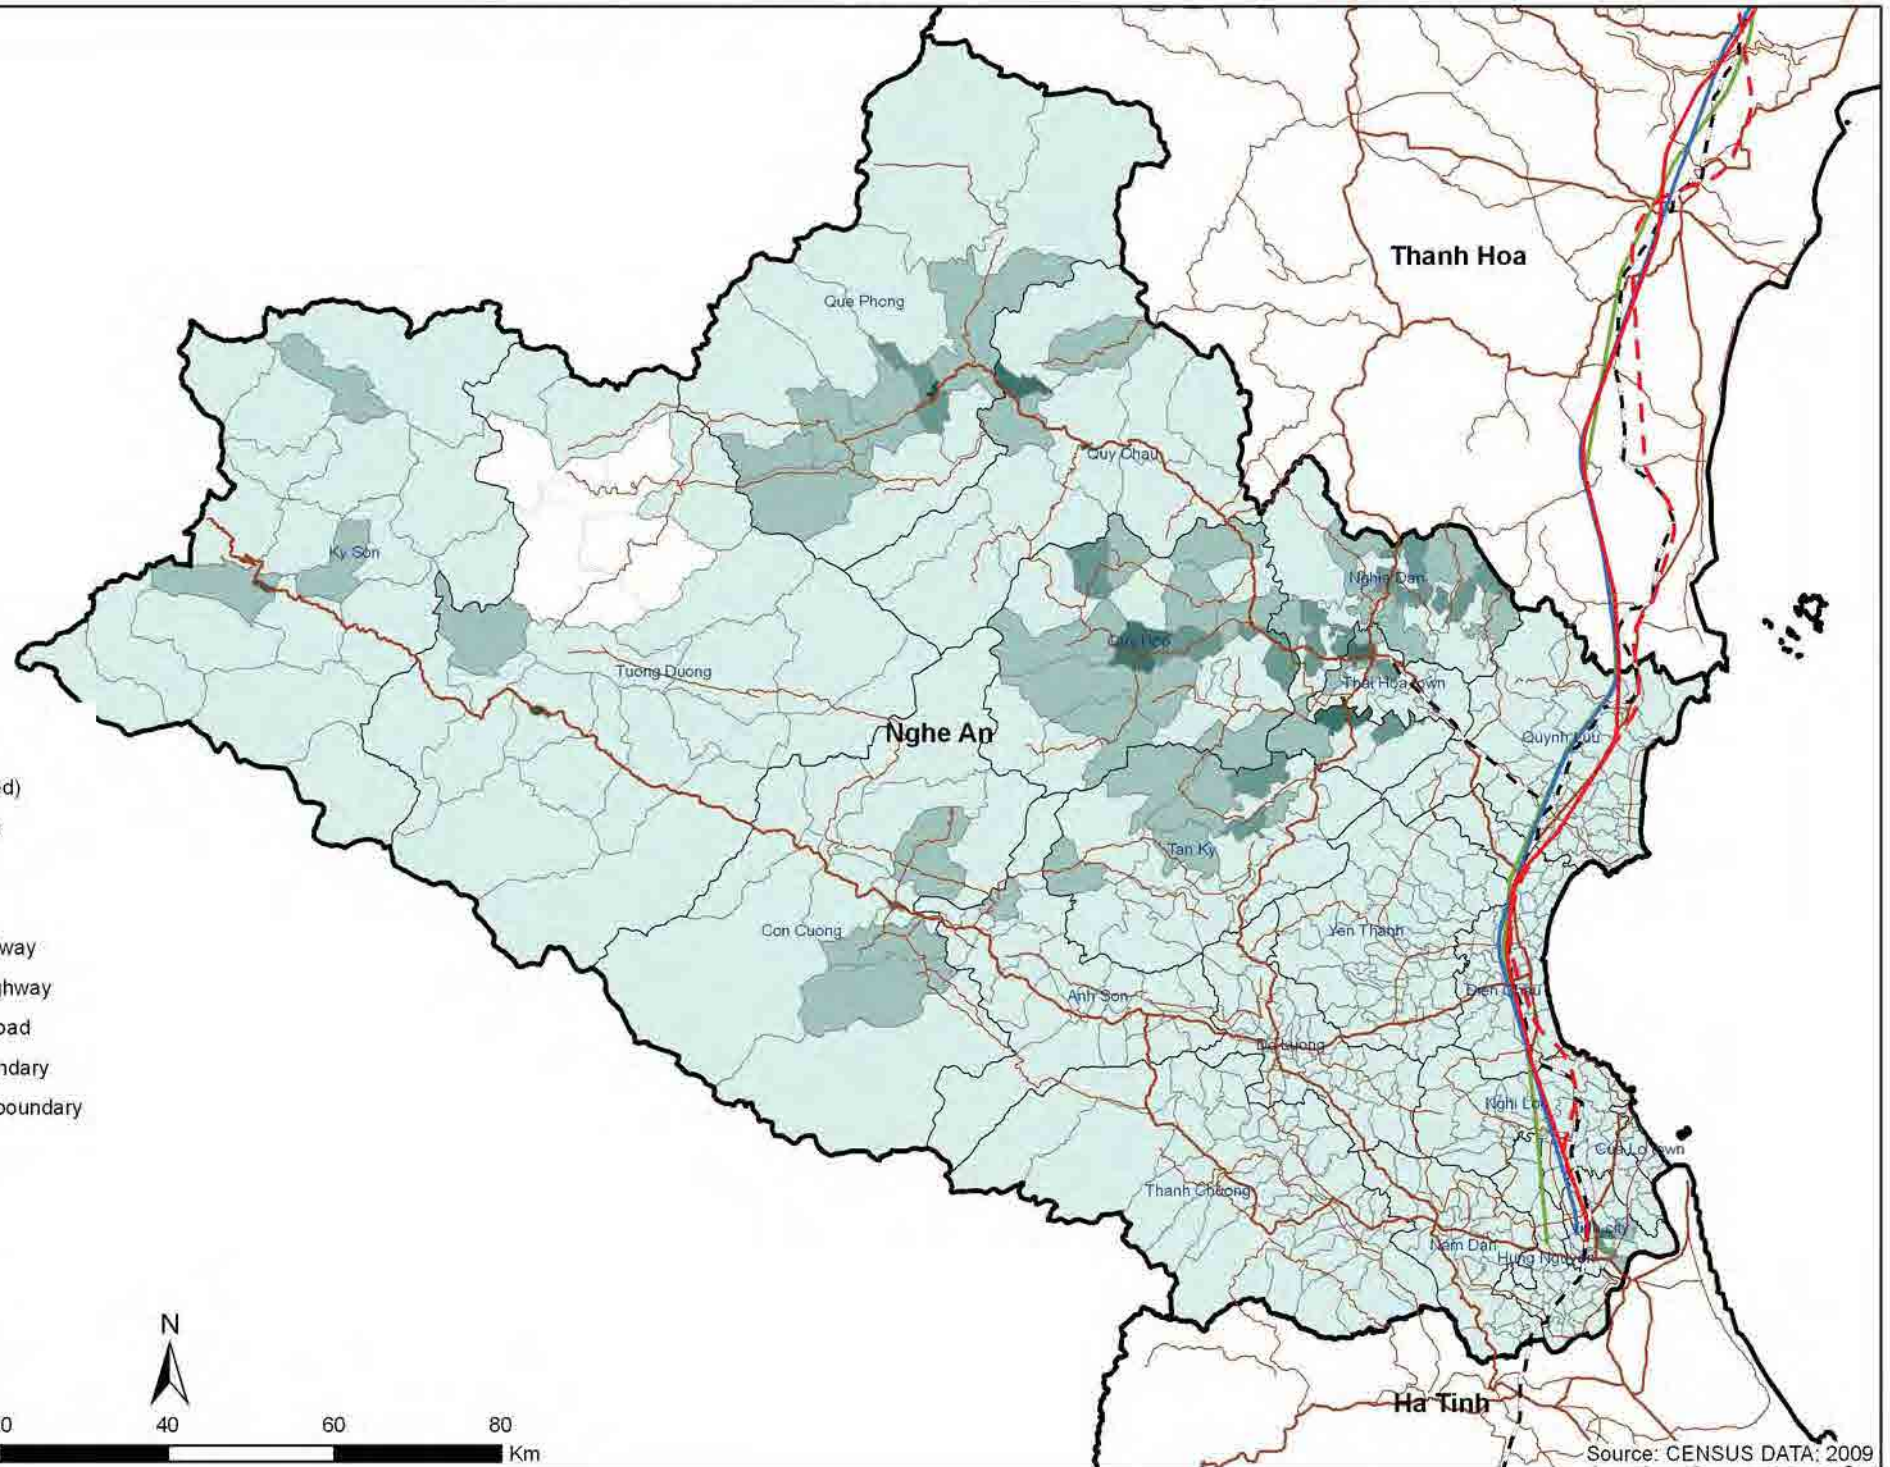 Thanh Hoa
Que Phong
Quy Chau
Ky Son
Nghia Dan
Quy Hop
Tuong Duong
Thai Hoa town
Nghe An
Quynh Luu
ed)
Tan Ky
Con Cuong
Yen Thanh
way
ghway
Anh Son
Dien Chau
oad
Do Luong
ndary
boundary
Nghi Loc
Cua Lo town
Thanh Chuong
Vinh city
Nam Dan
Hung Nguyen
N
0 40 60 80
Km
Ha Tinh
Source: CENSUS DATA; 2009